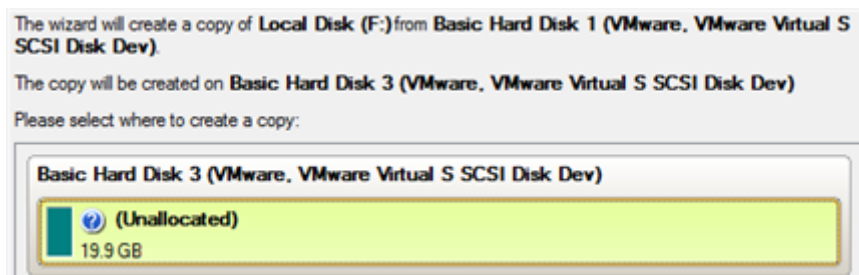 The wizard will create a copy of Local Disk (F:)from Basic Hard Disk 1 (VMware, VMware Virtual S
SCSI Disk Dev).
The copy will be created on Basic Hard Disk 3 (VMware, VMware Virtual S SCSI Disk Dev)
Please select where to create a copy:
Basic Hard Disk 3 (VMware, VMware Virtual S SCSI Disk Dev)
(Unallocated)
19.9 GB